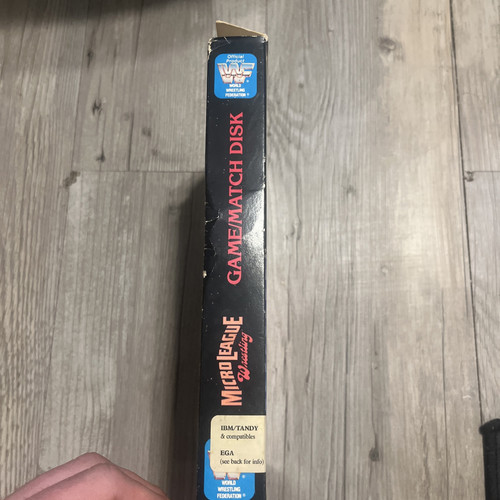 Official
Product
WF
WORLD
WRESTLING
FEDERATION
GAME/MATCH DISK
MICROLEAGUE
Wrestling
IBM/TANDY
& compatibles
EGA
(see back for info)
WORLD
WRESTLING
FEDERATION